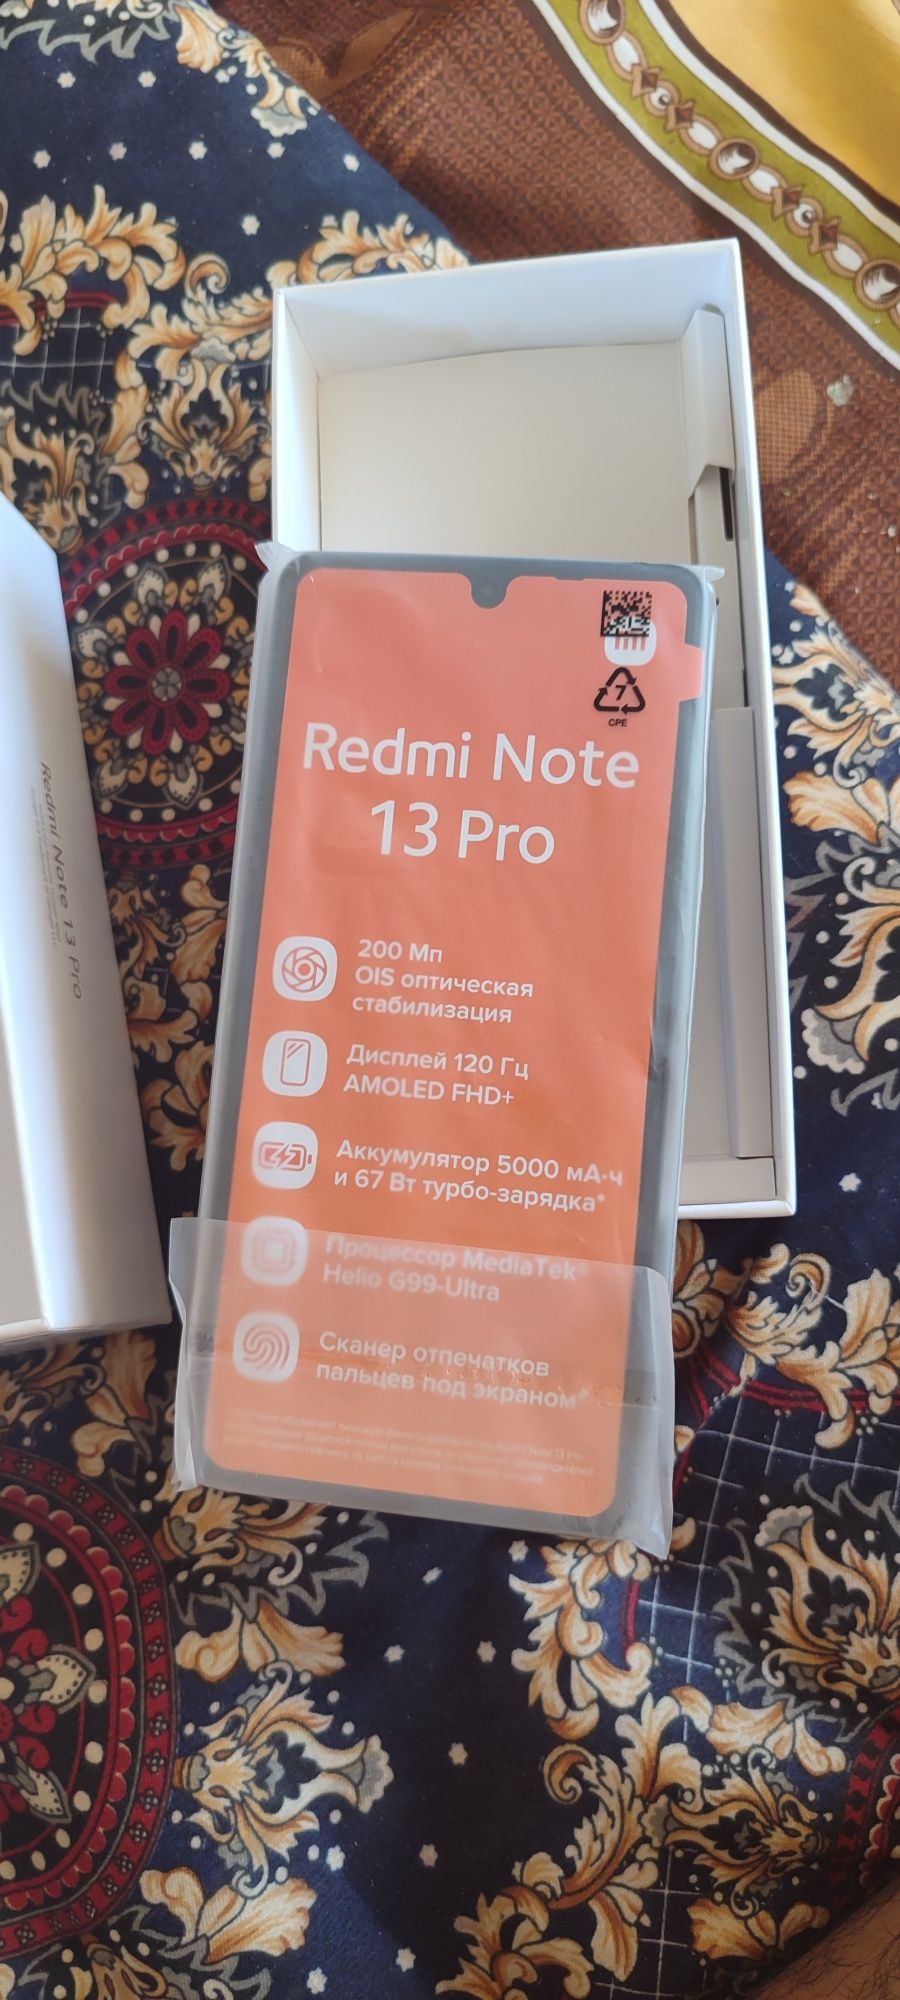 7
CPE
Redmi Note
13 Pro
200 Мп
OIS оптическая
стабилизация
Дисплей 120 Гц
AMOLED FHD+
Аккумулятор 5000 мА·ч
и 67 Вт турбо-зарядка*
Процессор MediaTek
Helio G99-Ultra
Сканер отпечатков
пальцев под экраном*
Redmi Note 13 Pro